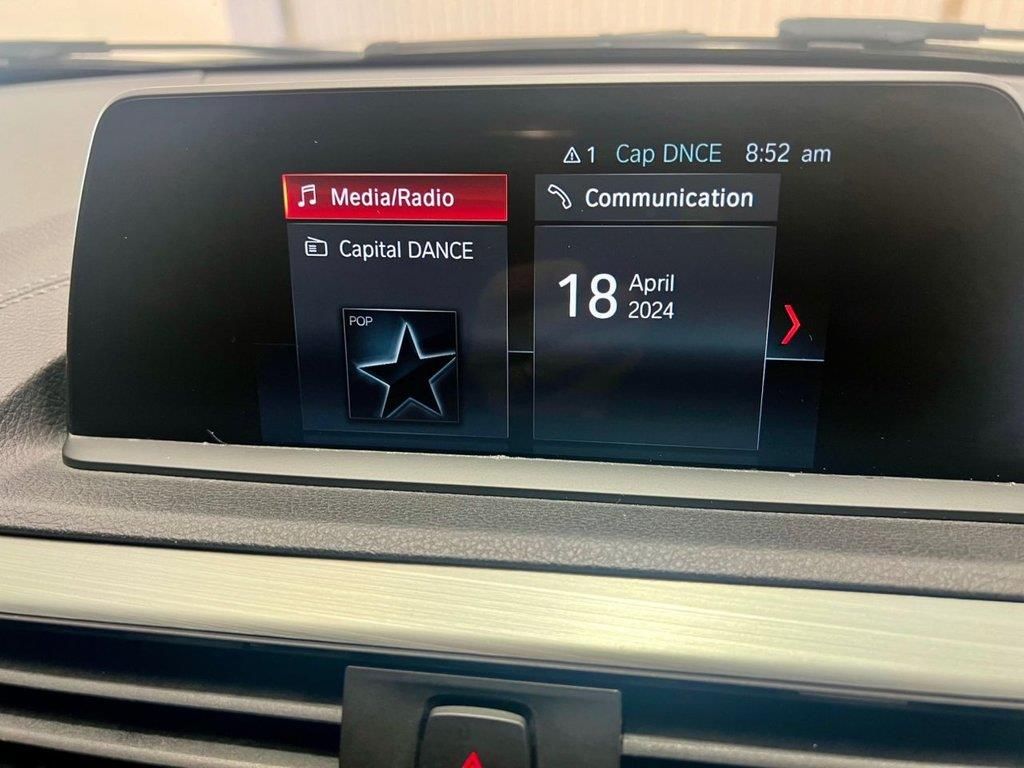 1 Cap DNCE 8:52 am
Media/Radio
Communication
Capital DANCE
POP
18 April
2024